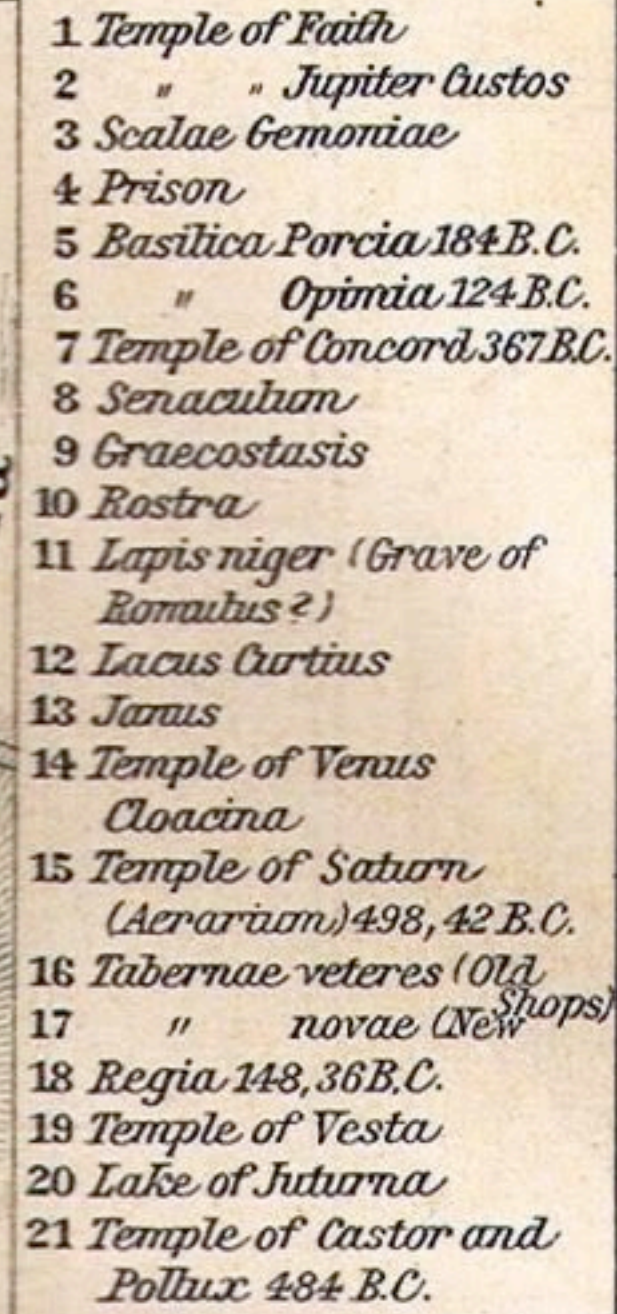 1 Temple of Faith
2 " " Jupiter Custos
3 Scalae Gemoniae
4 Prison
5 Basilica Porcia 184 B.C.
6 " Opimia 124 B.C.
7 Temple of Concord 367 B.C.
8 Senaculum
9 Graecostasis
10 Rostra
11 Lapis niger (Grave of
Romulus?)
12 Lacus Curtius
13 Janus
14 Temple of Venus
Cloacina
15 Temple of Saturn
(Aerarium) 498, 42 B.C.
16 Tabernae veteres (Old
Shops)
17 " novae (New
18 Regia 148, 36 B.C.
19 Temple of Vesta
20 Lake of Juturna
21 Temple of Castor and
Pollux 484 B.C.